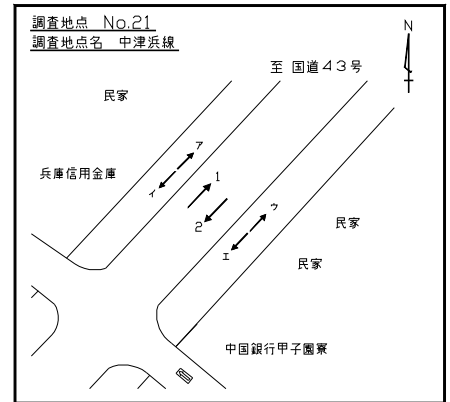 調査地点 No.21
調査地点名 中津浜線
N
至 国道43号
民家
ア
兵庫信用金庫
イ
1
ウ
2
エ
民家
民家
中国銀行甲子園寮